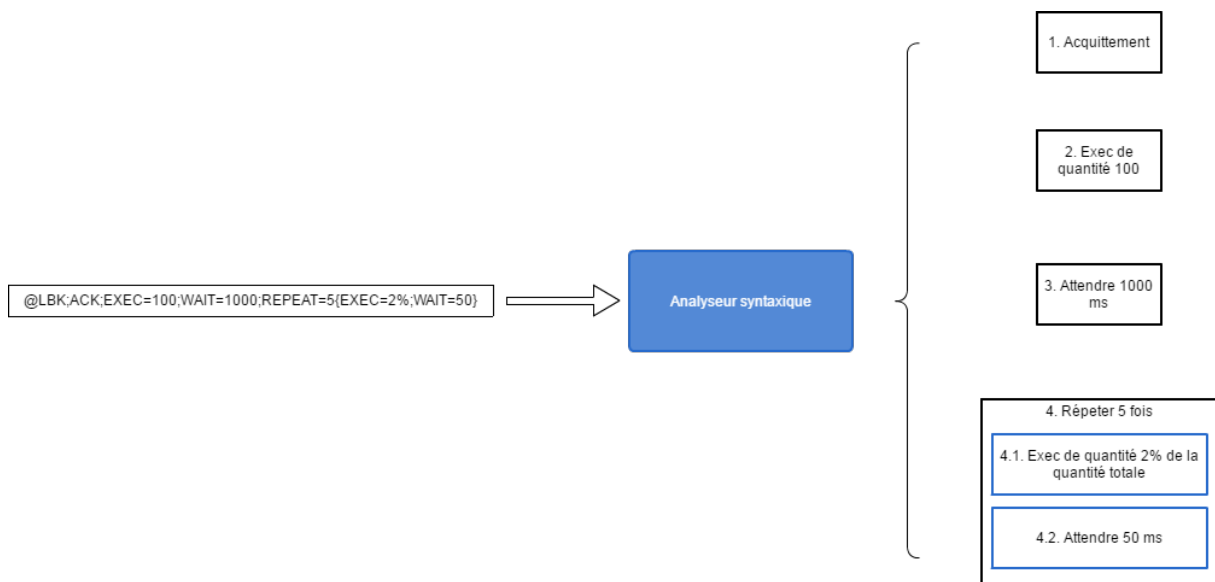 1. Acquittement
2. Exec de
quantité 100
@LBK;ACK;EXEC=100;WAIT=1000;REPEAT=5{EXEC=2%;WAIT=50}
Analyseur syntaxique
3. Attendre 1000
ms
4. Répeter 5 fois
4.1. Exec de quantité 2% de la
quantité totale
4.2. Attendre 50 ms